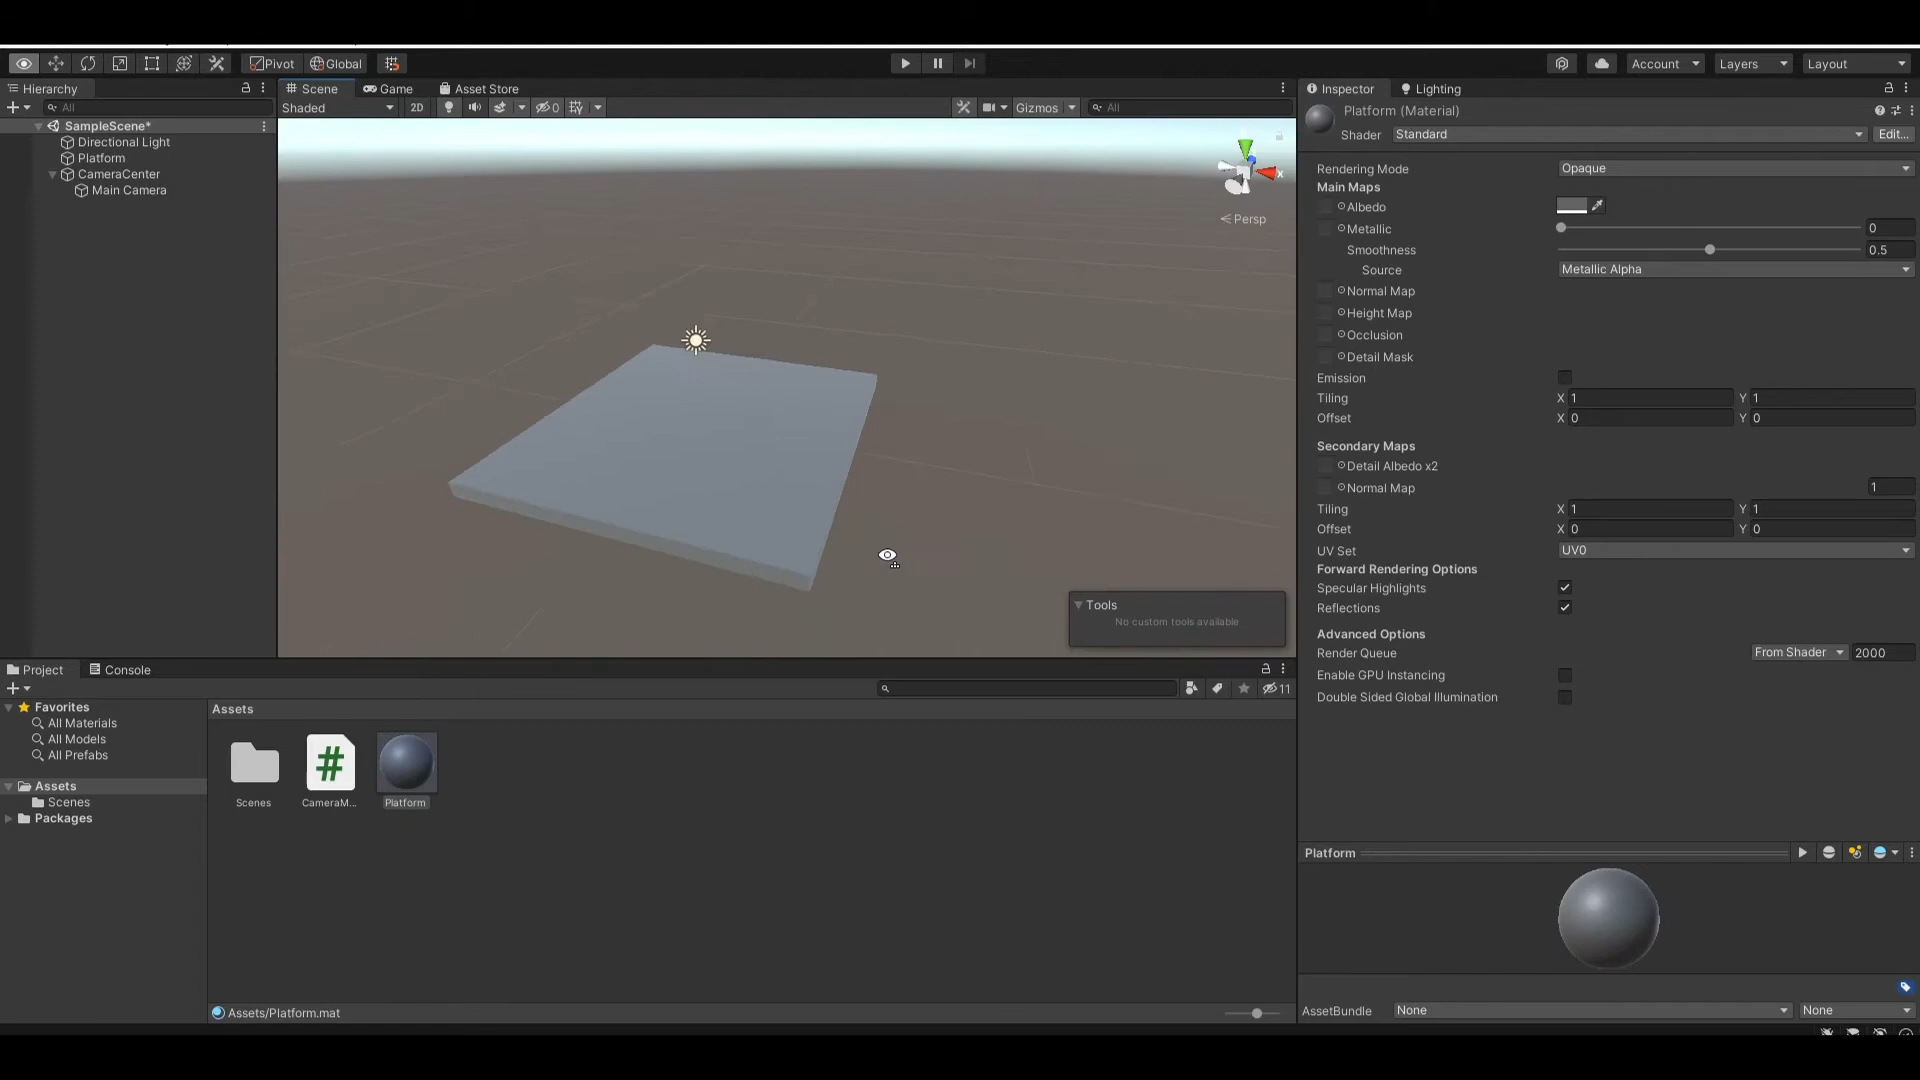 Pivot Global Account Layers Layout
Hierarchy Scene Game Asset Store Inspector Lighting
All Shaded 2D 0 Gizmos All Platform (Material)
Shader Standard Edit...
SampleScene*
Directional Light
Platform
CameraCenter
Main Camera
x
Persp
Tools
No custom tools available
Rendering Mode Opaque
Main Maps
Albedo
Metallic 0
Smoothness 0.5
Source Metallic Alpha
Normal Map
Height Map
Occlusion
Detail Mask
Emission
Tiling X 1 Y 1
Offset X 0 Y 0
Secondary Maps
Detail Albedo x2
Normal Map 1
Tiling X 1 Y 1
Offset X 0 Y 0
UV Set UV0
Forward Rendering Options
Specular Highlights
Reflections
Advanced Options
Render Queue From Shader 2000
Enable GPU Instancing
Double Sided Global Illumination
Project Console
11
Favorites
All Materials
All Models
All Prefabs
Assets
Scenes
Packages
Assets
Scenes CameraM... Platform
Assets/Platform.mat
Platform
AssetBundle None None